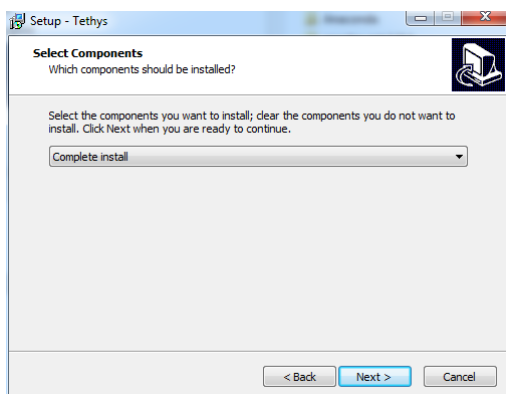 Setup - Tethys
Select Components
Which components should be installed?
Select the components you want to install; clear the components you do not want to
install. Click Next when you are ready to continue.
Complete install
< Back
Next >
Cancel